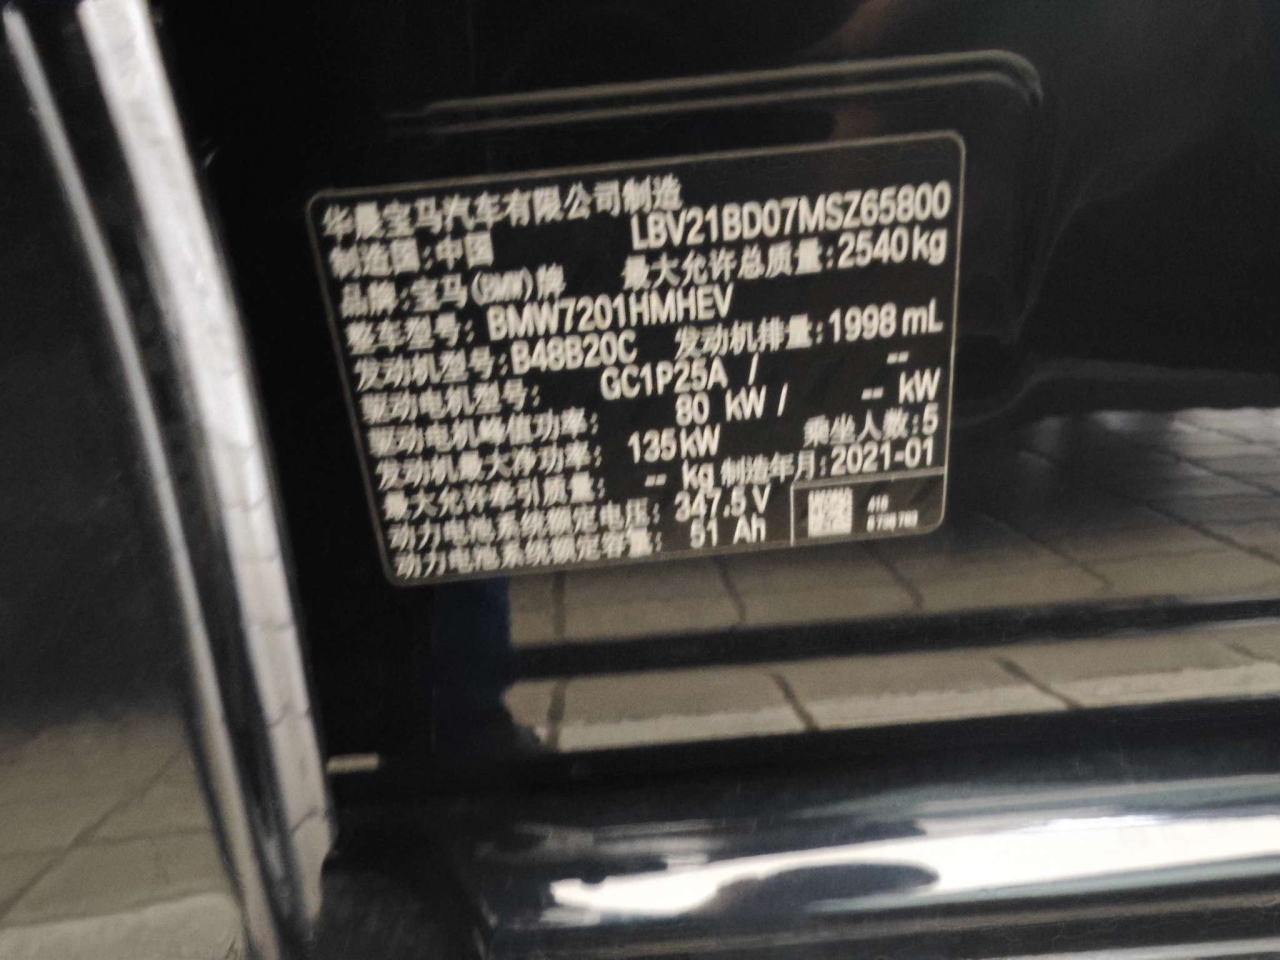 华晨宝马汽车有限公司制造
制造国:中国 LBV21BD07MSZ65800
品牌:宝马(BMW)牌 最大允许总质量:2540kg
整车型号: BMW7201HMHEV
发动机型号:B48B20C 发动机排量:1998 mL
驱动电机型号: GC1P25A / --
驱动电机峰值功率: 80 kW / -- kW
发动机最大净功率: 135kW 乘坐人数:5
最大允许牵引质量: -- kg 制造年月:2021-01
动力电池系统额定电压: 347.5 V
动力电池系统额定容量: 91 Ah